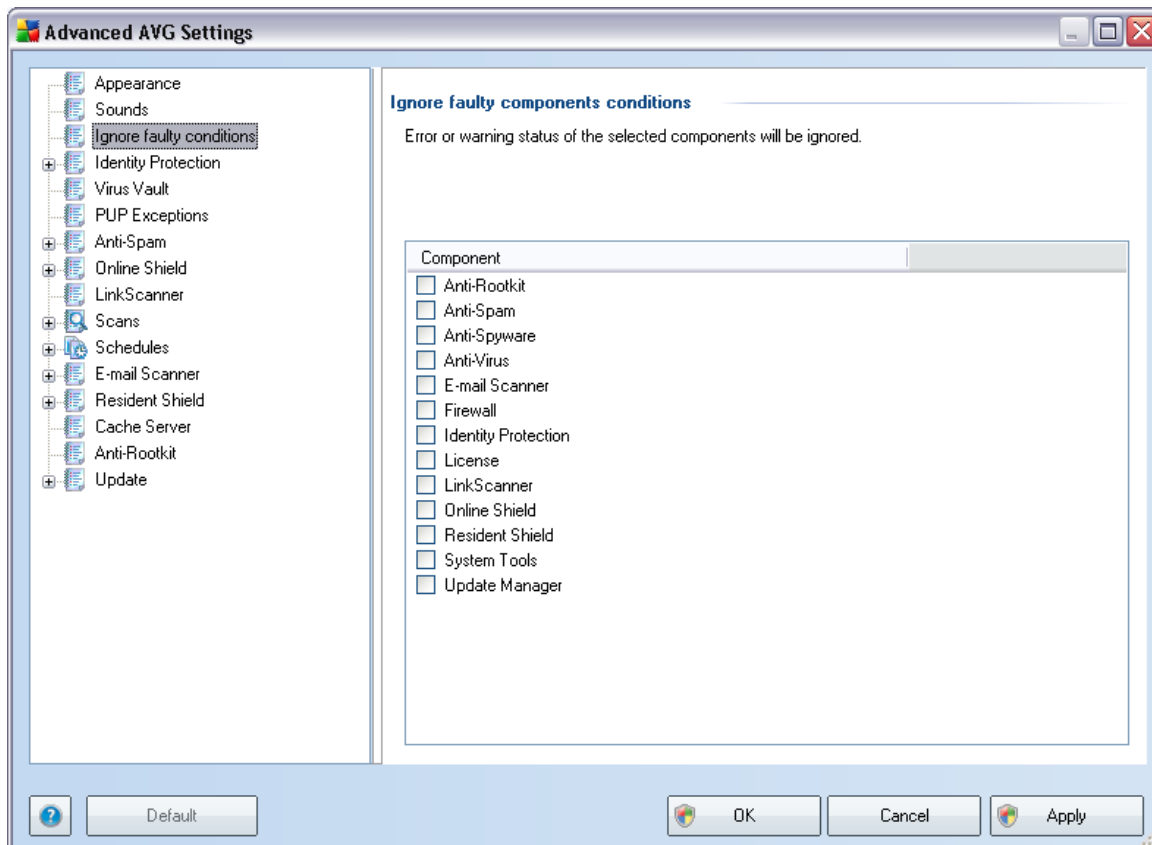 Advanced AVG Settings
Appearance
Sounds
Ignore faulty conditions
Identity Protection
Virus Vault
PUP Exceptions
Anti-Spam
Online Shield
LinkScanner
Scans
Schedules
E-mail Scanner
Resident Shield
Cache Server
Anti-Rootkit
Update
Ignore faulty components conditions
Error or warning status of the selected components will be ignored.
Component
Anti-Rootkit
Anti-Spam
Anti-Spyware
Anti-Virus
E-mail Scanner
Firewall
Identity Protection
License
LinkScanner
Online Shield
Resident Shield
System Tools
Update Manager
? Default OK Cancel Apply